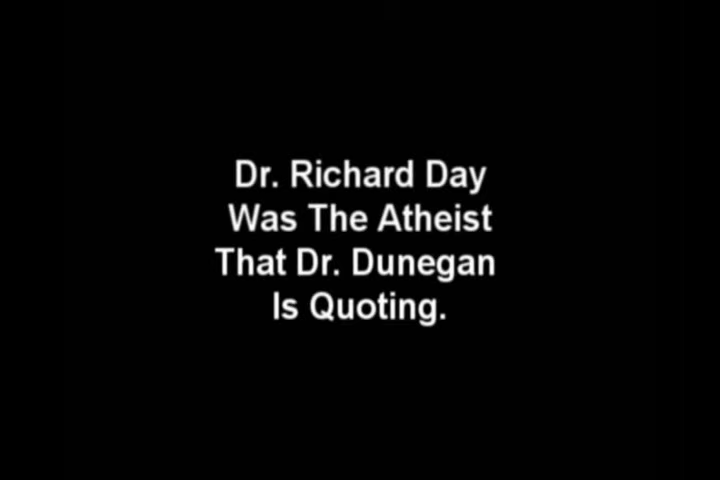 Dr. Richard Day
Was The Atheist
That Dr. Dunegan
Is Quoting.